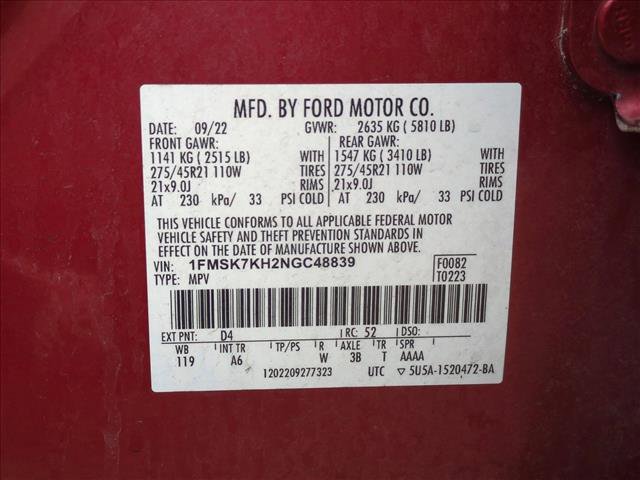 MFD. BY FORD MOTOR CO.
DATE: 09/22 GVWR: 2635 KG ( 5810 LB)
FRONT GAWR: REAR GAWR:
1141 KG ( 2515 LB) WITH 1547 KG ( 3410 LB) WITH
275/45R21 110W TIRES 275/45R21 110W TIRES
21x9.0J RIMS 21x9.0J RIMS
AT 230 kPa/ 33 PSI COLD AT 230 kPa/ 33 PSI COLD
THIS VEHICLE CONFORMS TO ALL APPLICABLE FEDERAL MOTOR
VEHICLE SAFETY AND THEFT PREVENTION STANDARDS IN
EFFECT ON THE DATE OF MANUFACTURE SHOWN ABOVE.
VIN: 1FMSK7KH2NGC48839 F0082
TYPE: MPV T0223
EXT PNT: D4 RC: 52 DSO:
WB INT TR TP/PS R AXLE TR SPR
119 A6 W 3B T AAAA
1202209277323 UTC ▽ 5U5A-1520472-BA